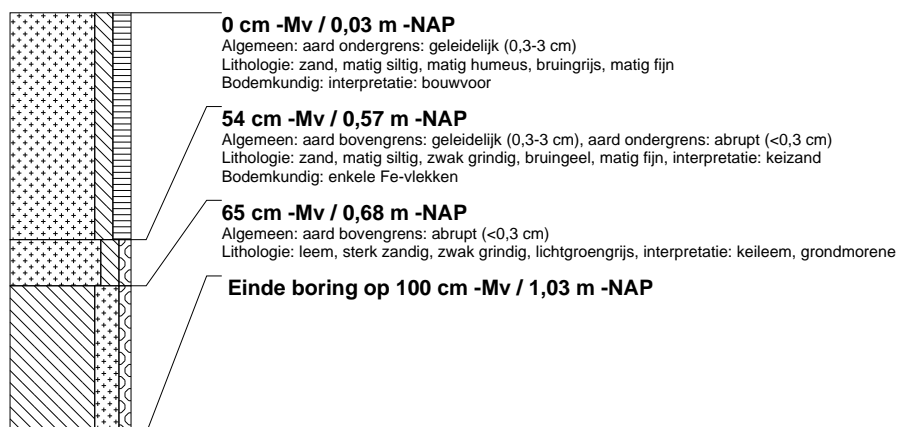 0 cm -Mv / 0,03 m -NAP
Algemeen: aard ondergrens: geleidelijk (0,3-3 cm)
Lithologie: zand, matig siltig, matig humeus, bruingrijs, matig fijn
Bodemkundig: interpretatie: bouwvoor
54 cm -Mv / 0,57 m -NAP
Algemeen: aard bovengrens: geleidelijk (0,3-3 cm), aard ondergrens: abrupt (<0,3 cm)
Lithologie: zand, matig siltig, zwak grindig, bruingeel, matig fijn, interpretatie: keizand
Bodemkundig: enkele Fe-vlekken
65 cm -Mv / 0,68 m -NAP
Algemeen: aard bovengrens: abrupt (<0,3 cm)
Lithologie: leem, sterk zandig, zwak grindig, lichtgroengrijs, interpretatie: keileem, grondmorene
Einde boring op 100 cm -Mv / 1,03 m -NAP